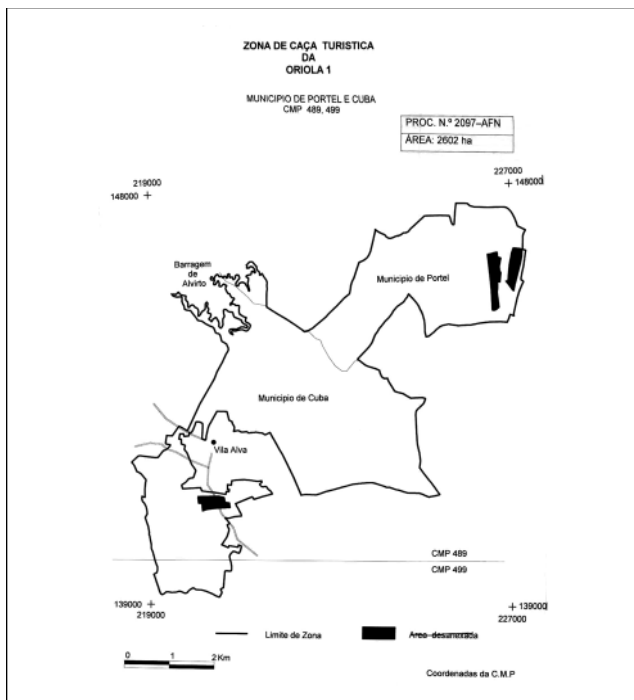 ZONA DE CAÇA TURISTICA
DA
ORIOLA 1
MUNICIPIO DE PORTEL E CUBA
CMP 489, 499
PROC. N.º 2097–AFN
ÁREA: 2602 ha
219000
148000
227000
148000
Barragem
de
Alvirto
Municipio de Portel
Municipio de Cuba
Vila Alva
CMP 489
CMP 499
139000
219000
139000
227000
Limite de Zona
Area desanexada
0 1 2 Km
Coordenadas da C.M.P